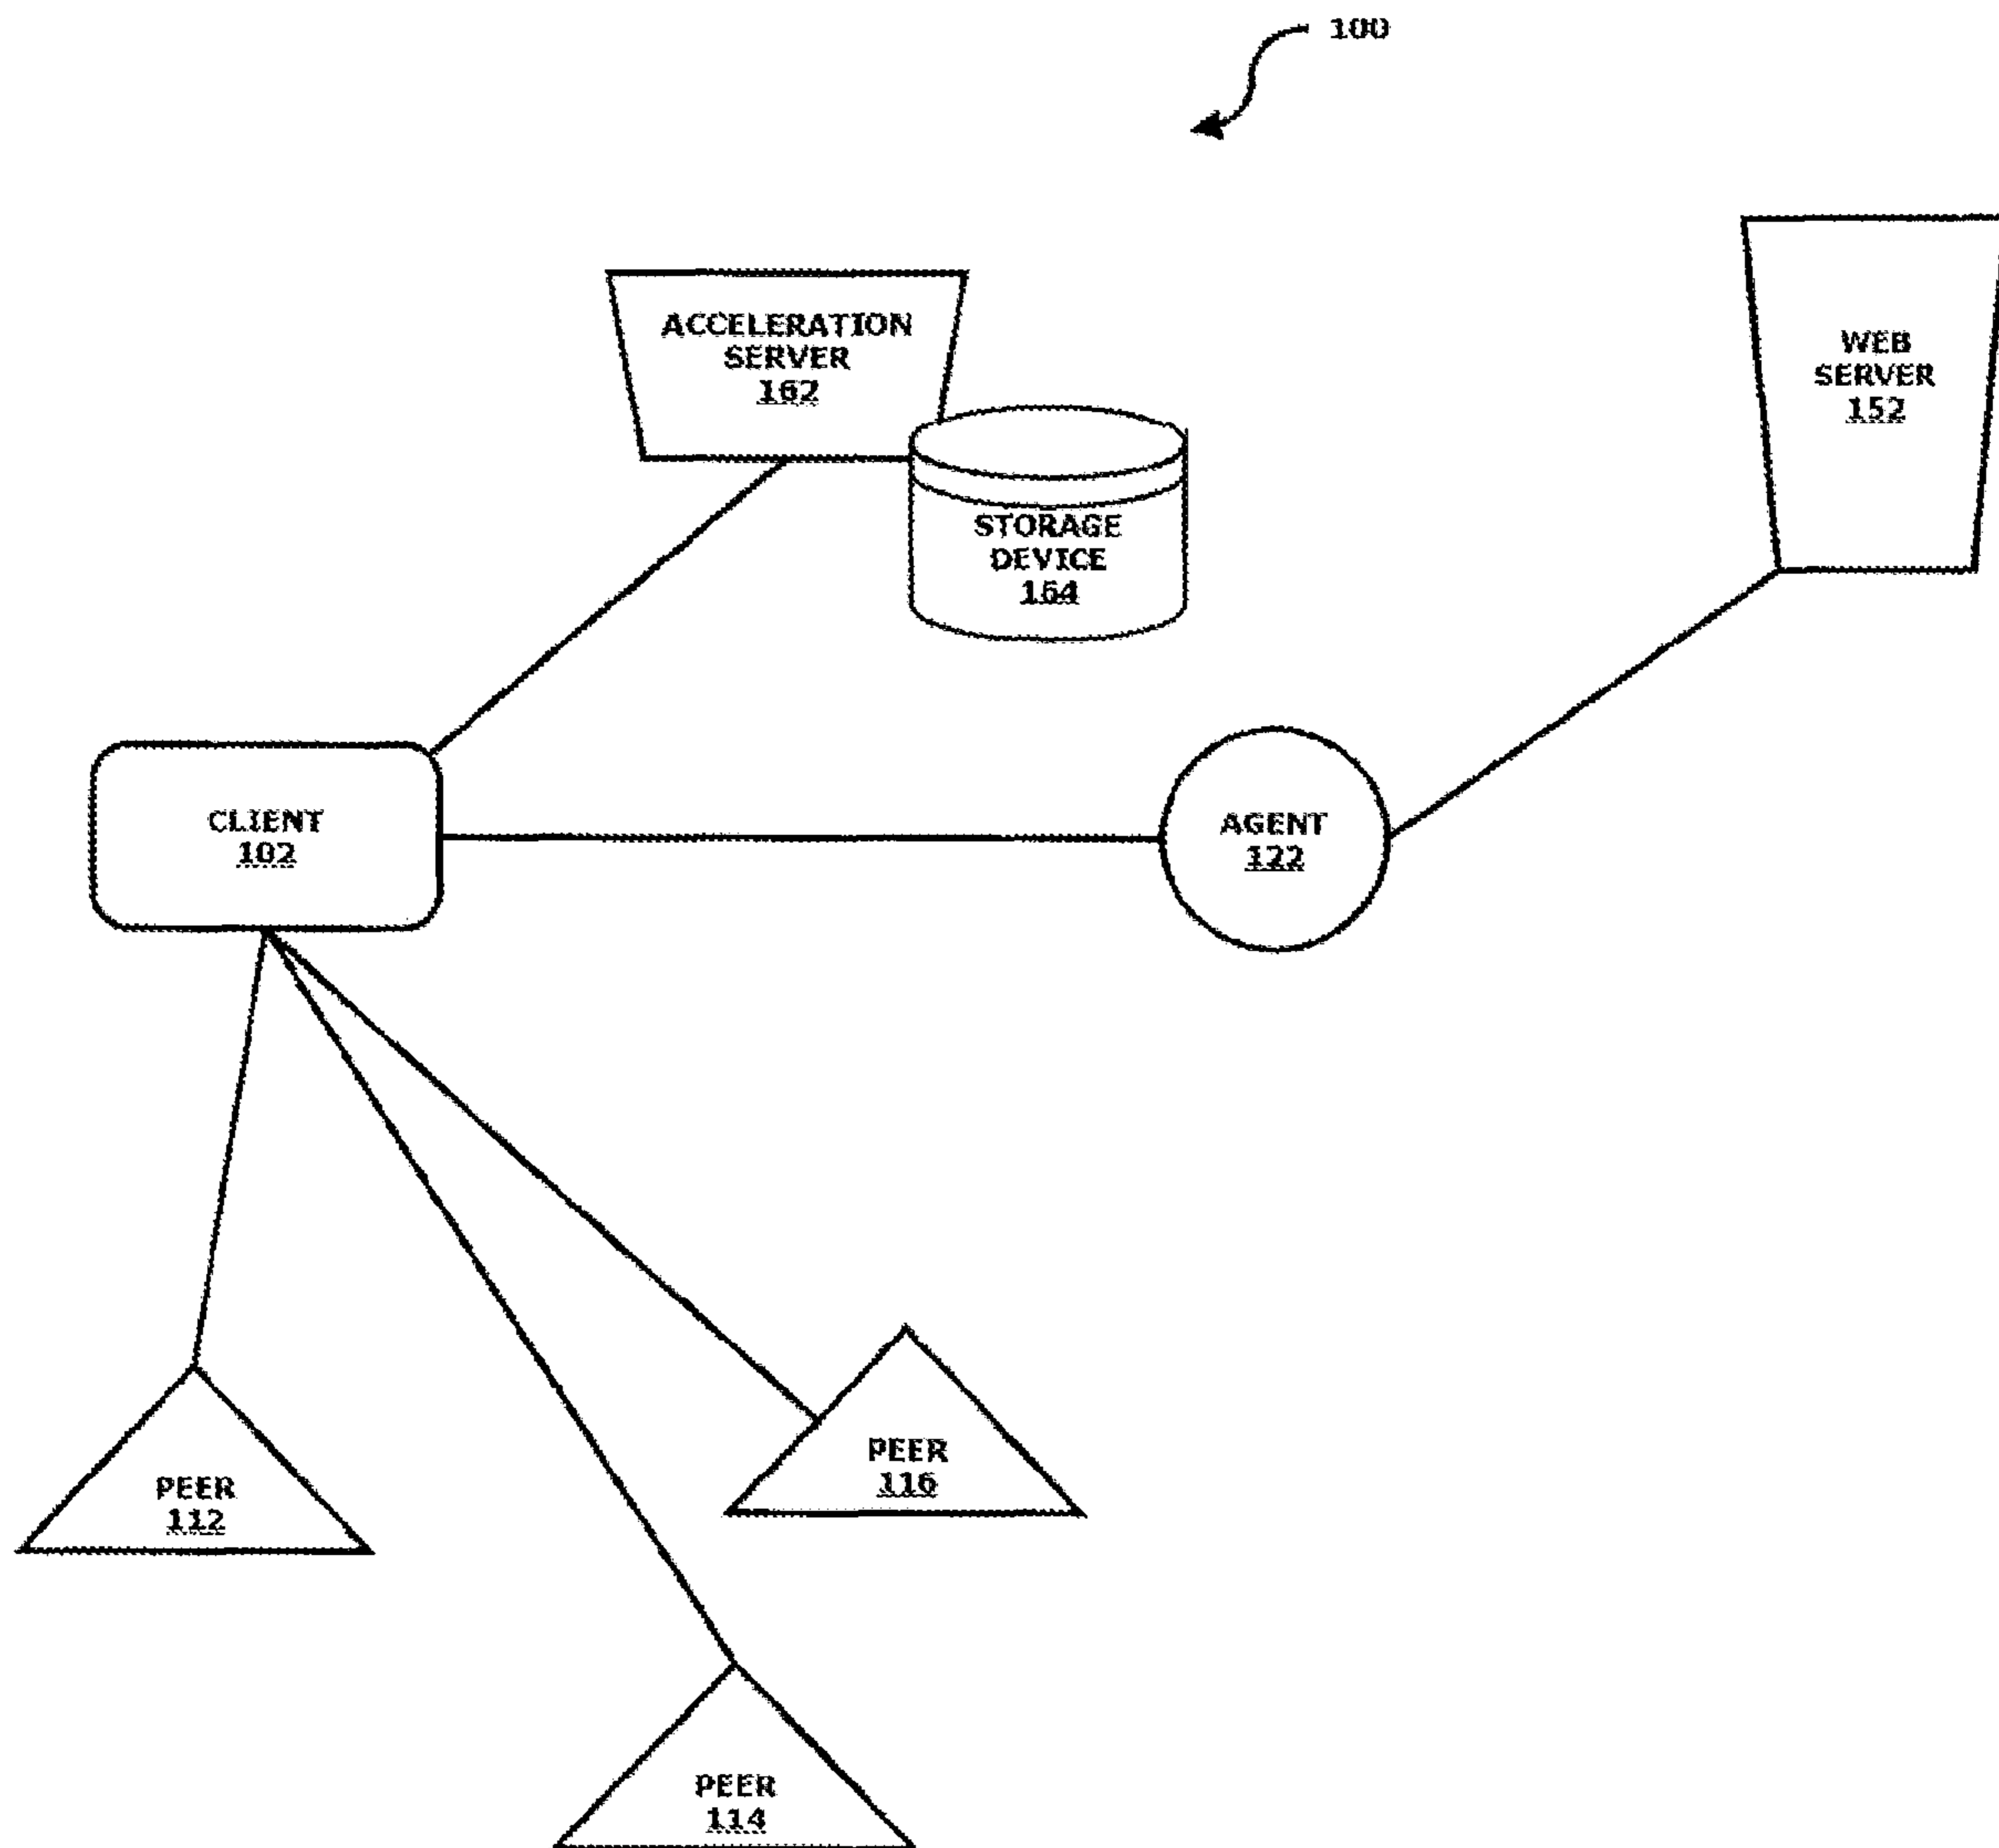 100
ACCELERATION
SERVER
162
WEB
SERVER
152
STORAGE
DEVICE
164
CLIENT
102
AGENT
122
PEER
116
PEER
112
PEER
114